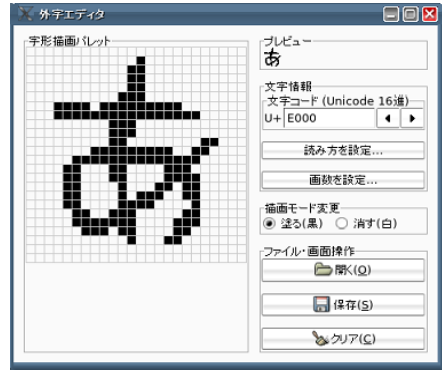 外字エディタ
字形描画パレット
あ
プレビュー
あ
文字情報
文字コード (Unicode 16進)
U+ E000
読み方を設定...
画数を設定...
描画モード変更
塗る(黒) 消す(白)
ファイル・画面操作
開く(O)
保存(S)
クリア(C)